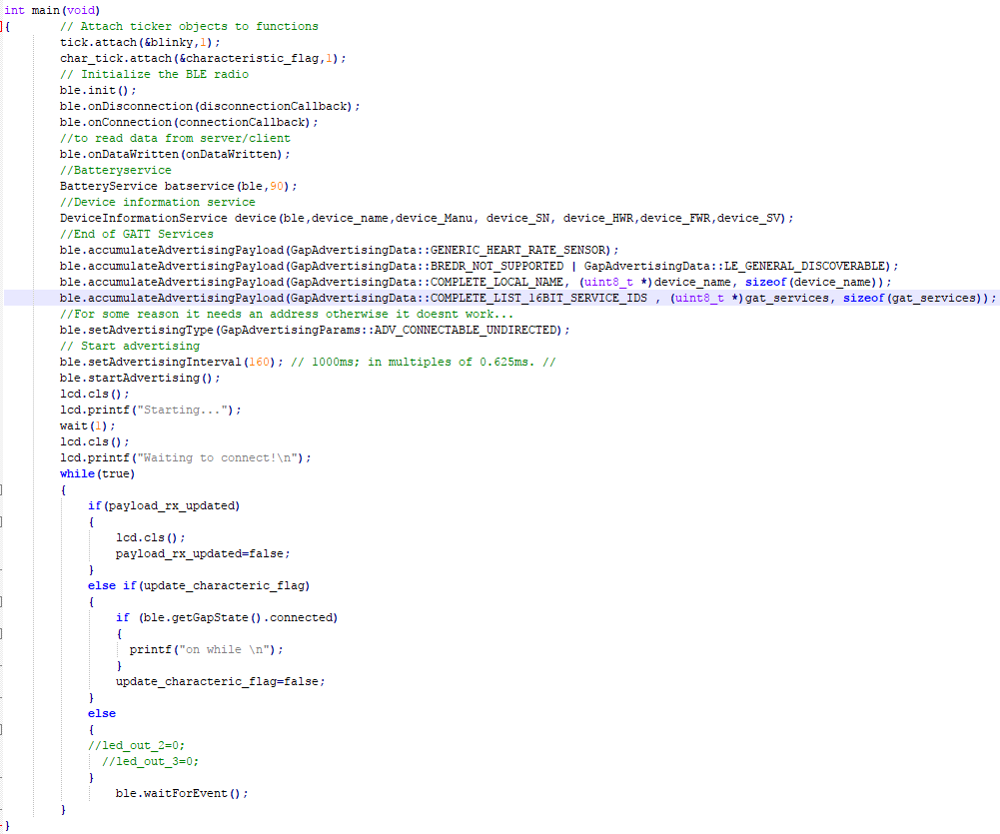 int main(void)
{ // Attach ticker objects to functions
tick.attach(&blinky,1);
char_tick.attach(&characteristic_flag,1);
// Initialize the BLE radio
ble.init();
ble.onDisconnection(disconnectionCallback);
ble.onConnection(connectionCallback);
//to read data from server/client
ble.onDataWritten(onDataWritten);
//Batteryservice
BatteryService batservice(ble,90);
//Device information service
DeviceInformationService device(ble,device_name,device_Manu, device_SN, device_HWR,device_FWR,device_SV);
//End of GATT Services
ble.accumulateAdvertisingPayload(GapAdvertisingData::GENERIC_HEART_RATE_SENSOR);
ble.accumulateAdvertisingPayload(GapAdvertisingData::BREDR_NOT_SUPPORTED | GapAdvertisingData::LE_GENERAL_DISCOVERABLE);
ble.accumulateAdvertisingPayload(GapAdvertisingData::COMPLETE_LOCAL_NAME, (uint8_t *)device_name, sizeof(device_name));
ble.accumulateAdvertisingPayload(GapAdvertisingData::COMPLETE_LIST_16BIT_SERVICE_IDS , (uint8_t *)gat_services, sizeof(gat_services));
//For some reason it needs an address otherwise it doesnt work...
ble.setAdvertisingType(GapAdvertisingParams::ADV_CONNECTABLE_UNDIRECTED);
// Start advertising
ble.setAdvertisingInterval(160); // 1000ms; in multiples of 0.625ms. //
ble.startAdvertising();
lcd.cls();
lcd.printf("Starting...");
wait(1);
lcd.cls();
lcd.printf("Waiting to connect!\n");
while(true)
{
if(payload_rx_updated)
{
lcd.cls();
payload_rx_updated=false;
}
else if(update_characteric_flag)
{
if (ble.getGapState().connected)
{
printf("on while \n");
}
update_characteric_flag=false;
}
else
{
//led_out_2=0;
//led_out_3=0;
}
ble.waitForEvent();
}
}